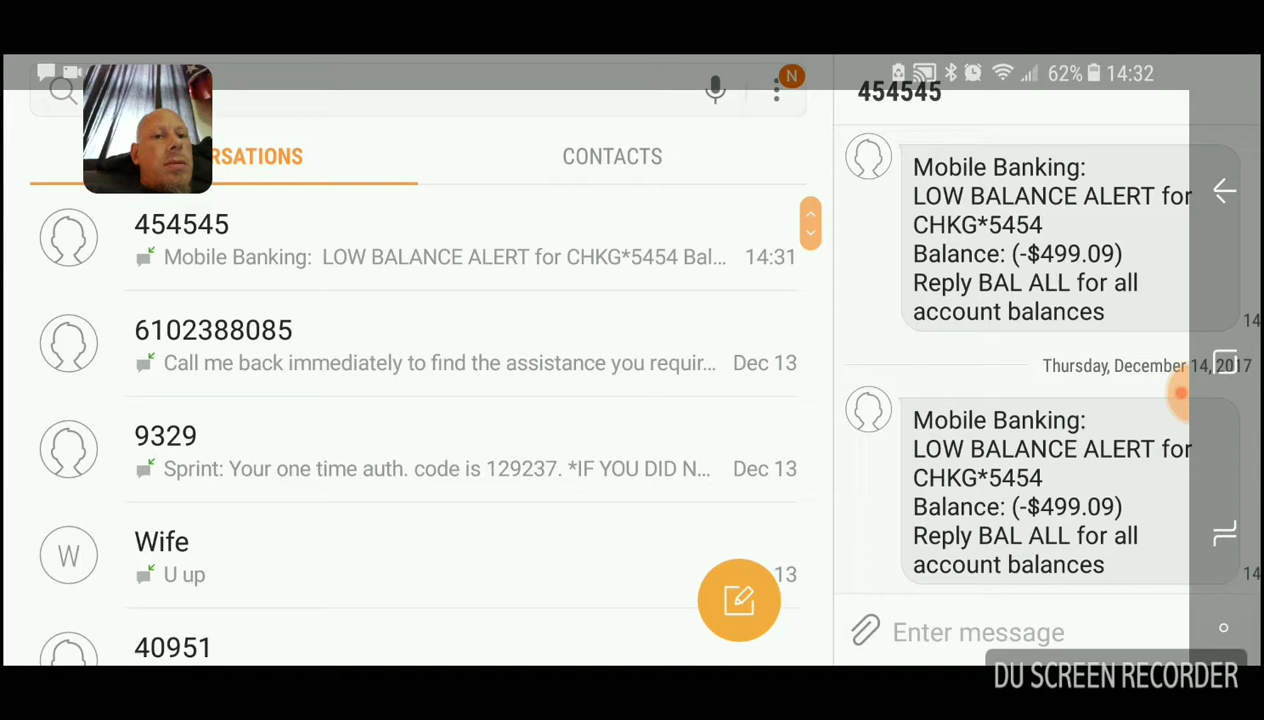 62% 14:32
N
RSATIONS
CONTACTS
454545
Mobile Banking: LOW BALANCE ALERT for CHKG*5454 Bal...
14:31
6102388085
Call me back immediately to find the assistance you requir...
Dec 13
9329
Sprint: Your one time auth. code is 129237. *IF YOU DID N...
Dec 13
W
Wife
U up
13
40951
454545
Mobile Banking:
LOW BALANCE ALERT for
CHKG*5454
Balance: (-$499.09)
Reply BAL ALL for all
account balances
14
Thursday, December 14, 2017
Mobile Banking:
LOW BALANCE ALERT for
CHKG*5454
Balance: (-$499.09)
Reply BAL ALL for all
account balances
14
Enter message
DU SCREEN RECORDER